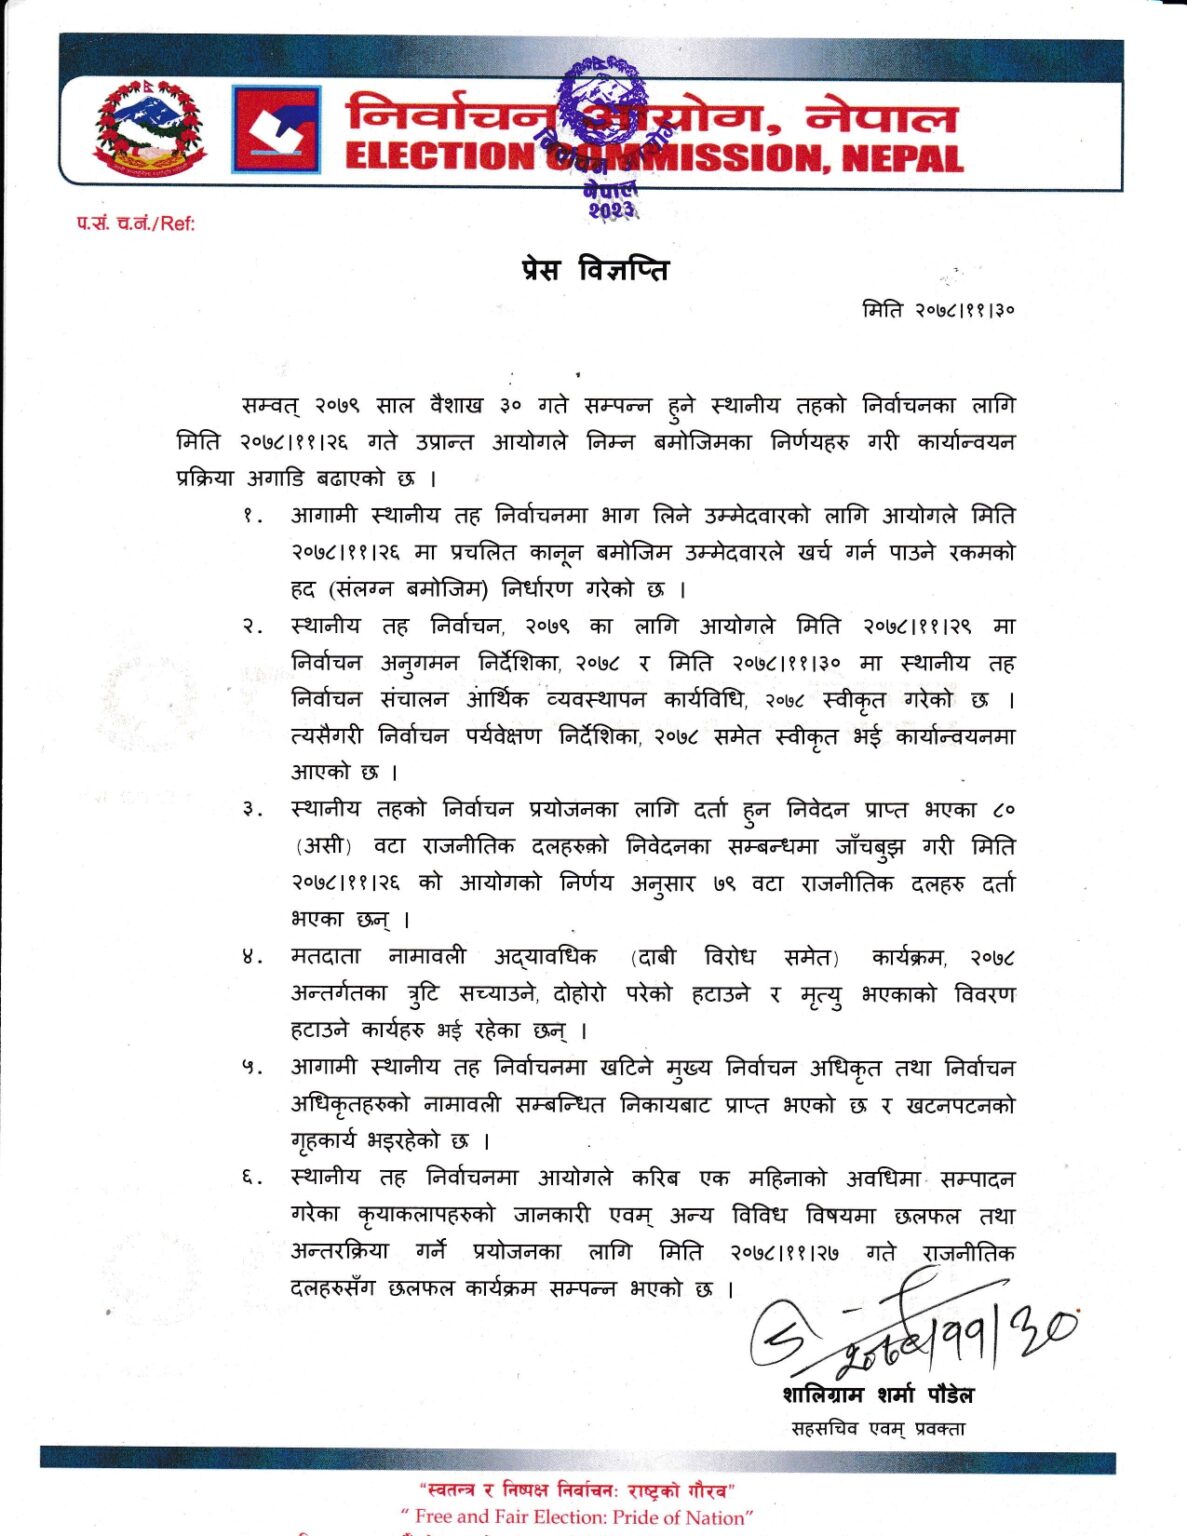 निर्वाचन आयोग, नेपाल
ELECTION COMMISSION, NEPAL
निर्वाचन आयोग
नेपाल
२०२३
प.सं. च.नं./Ref:
प्रेस विज्ञप्ति
मिति २०७८।११।३०
सम्वत् २०७९ साल वैशाख ३० गते सम्पन्न हुने स्थानीय तहको निर्वाचनका लागि
मिति २०७८।११।२६ गते उप्रान्त आयोगले निम्न बमोजिमका निर्णयहरु गरी कार्यान्वयन
प्रक्रिया अगाडि बढाएको छ ।
१. आगामी स्थानीय तह निर्वाचनमा भाग लिने उम्मेदवारको लागि आयोगले मिति
२०७८।११।२६ मा प्रचलित कानून बमोजिम उम्मेदवारले खर्च गर्न पाउने रकमको
हद (संलग्न बमोजिम) निर्धारण गरेको छ ।
२. स्थानीय तह निर्वाचन, २०७९ का लागि आयोगले मिति २०७८।११।२९ मा
निर्वाचन अनुगमन निर्देशिका, २०७८ र मिति २०७८।११।३० मा स्थानीय तह
निर्वाचन संचालन आर्थिक व्यवस्थापन कार्यविधि, २०७८ स्वीकृत गरेको छ ।
त्यसैगरी निर्वाचन पर्यवेक्षण निर्देशिका, २०७८ समेत स्वीकृत भई कार्यान्वयनमा
आएको छ ।
३. स्थानीय तहको निर्वाचन प्रयोजनका लागि दर्ता हुन निवेदन प्राप्त भएका ८०
(असी) वटा राजनीतिक दलहरुको निवेदनका सम्बन्धमा जाँचबुझ गरी मिति
२०७८।११।२६ को आयोगको निर्णय अनुसार ७९ वटा राजनीतिक दलहरु दर्ता
भएका छन् ।
४. मतदाता नामावली अद्‌यावधिक (दाबी विरोध समेत) कार्यक्रम, २०७८
अन्तर्गतका त्रुटि सच्याउने, दोहोरो परेको हटाउने र मृत्यु भएकाको विवरण
हटाउने कार्यहरु भई रहेका छन् ।
५. आगामी स्थानीय तह निर्वाचनमा खटिने मुख्य निर्वाचन अधिकृत तथा निर्वाचन
अधिकृतहरुको नामावली सम्बन्धित निकायबाट प्राप्त भएको छ र खटनपटनको
गृहकार्य भइरहेको छ ।
६. स्थानीय तह निर्वाचनमा आयोगले करिब एक महिनाको अवधिमा सम्पादन
गरेका कृयाकलापहरुको जानकारी एवम् अन्य विविध विषयमा छलफल तथा
अन्तरक्रिया गर्ने प्रयोजनका लागि मिति २०७८।११।२७ गते राजनीतिक
दलहरुसँग छलफल कार्यक्रम सम्पन्न भएको छ ।
२०७८/११/३०
शालिग्राम शर्मा पौडेल
सहसचिव एवम् प्रवक्ता
“स्वतन्त्र र निष्पक्ष निर्वाचनः राष्ट्रको गौरव”
“ Free and Fair Election: Pride of Nation”